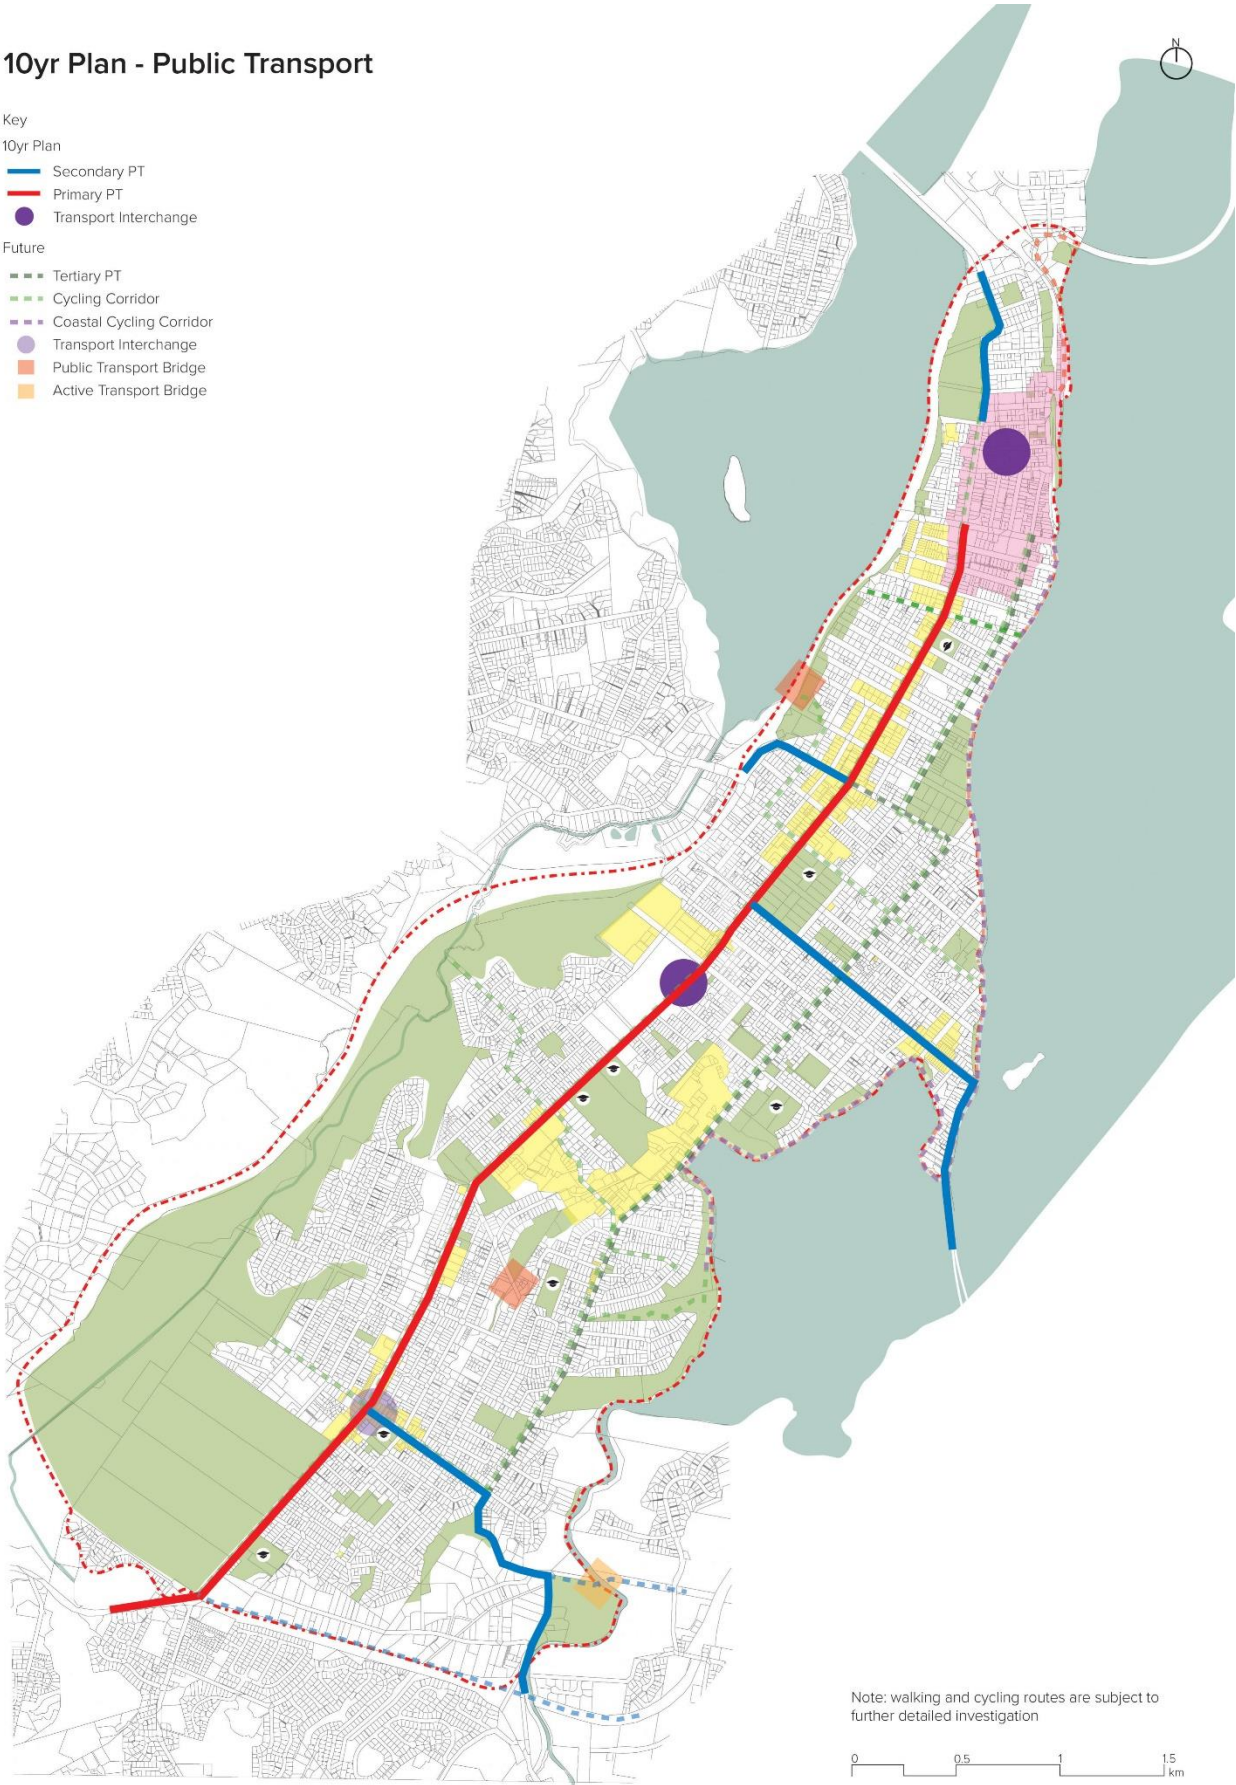 10yr Plan - Public Transport
N
Key
10yr Plan
Secondary PT
Primary PT
Transport Interchange
Future
Tertiary PT
Cycling Corridor
Coastal Cycling Corridor
Transport Interchange
Public Transport Bridge
Active Transport Bridge
Note: walking and cycling routes are subject to
further detailed investigation
0 0.5 1 1.5
km